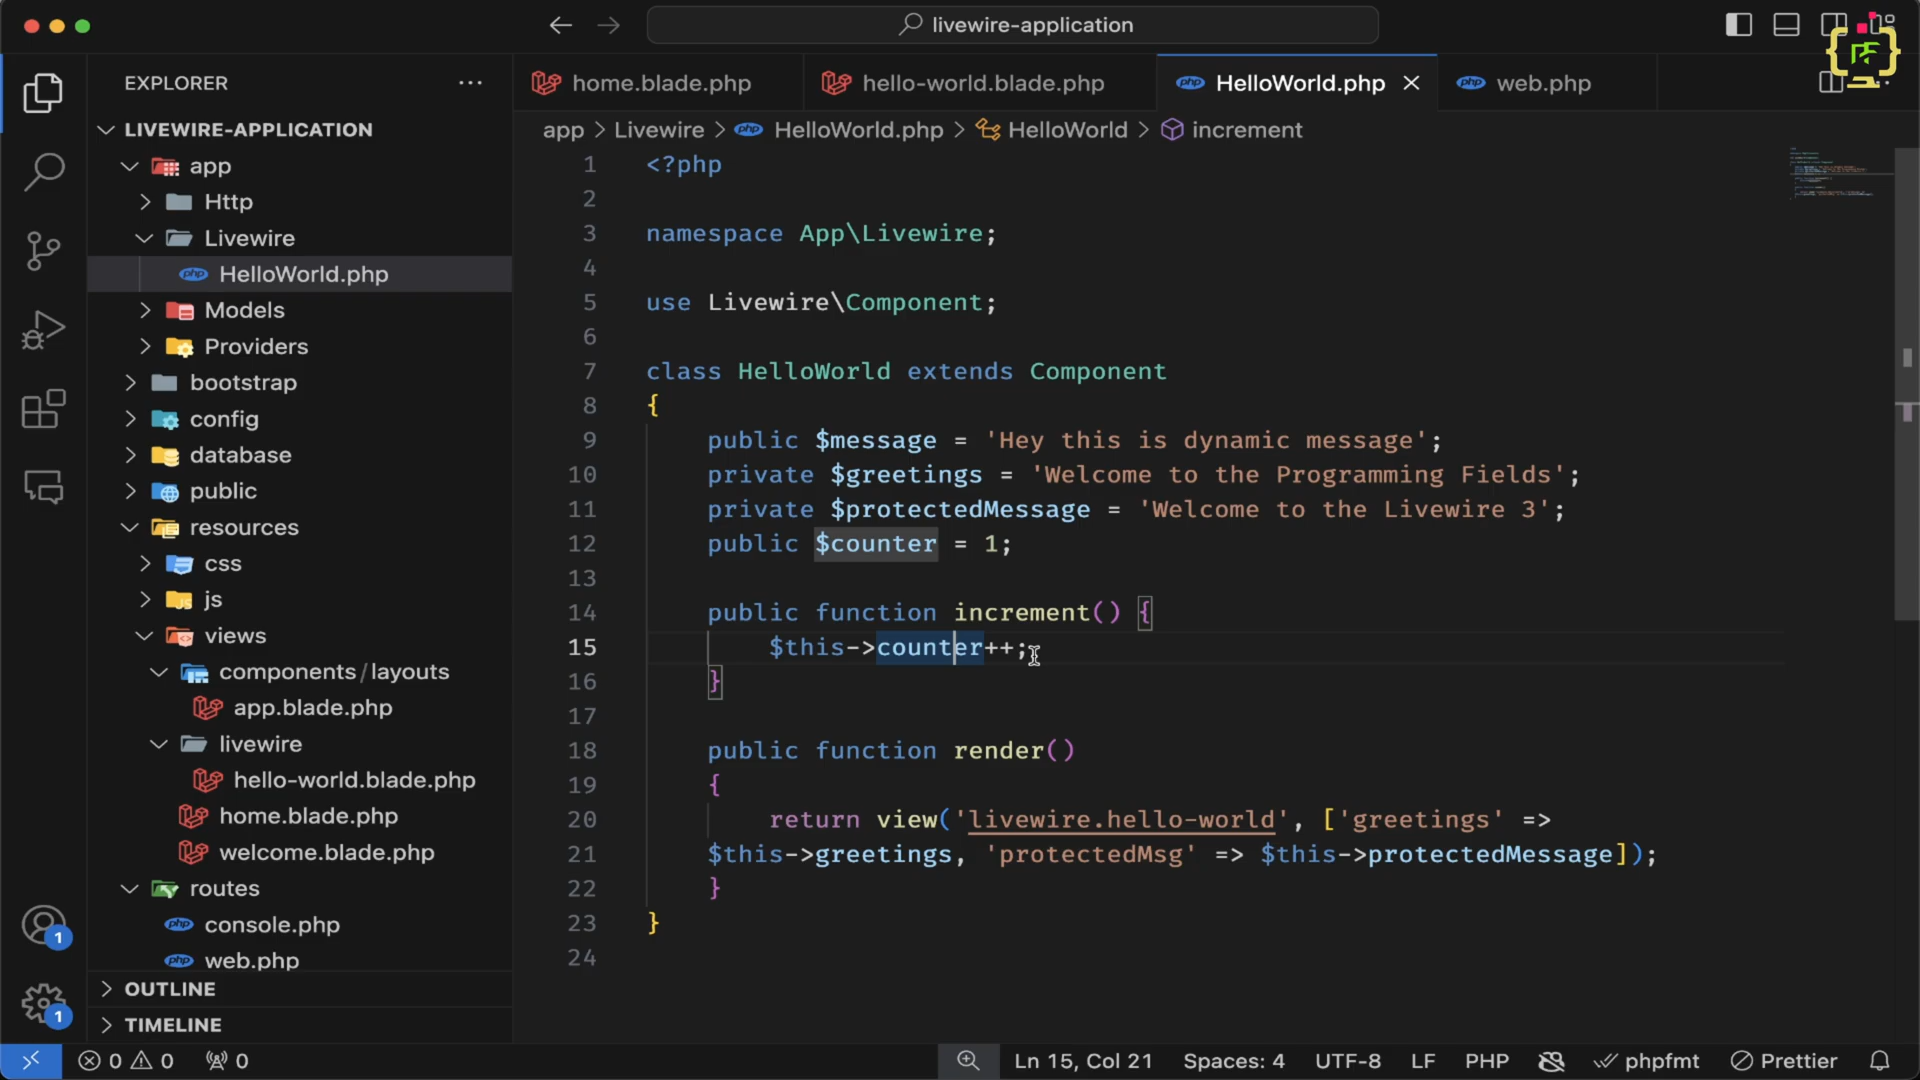 livewire-application
EXPLORER
home.blade.php
hello-world.blade.php
HelloWorld.php
web.php
LIVEWIRE-APPLICATION
app > Livewire > HelloWorld.php > HelloWorld > increment
app
Http
Livewire
HelloWorld.php
Models
Providers
bootstrap
config
database
public
resources
css
js
views
components/layouts
app.blade.php
livewire
hello-world.blade.php
home.blade.php
welcome.blade.php
routes
console.php
web.php
OUTLINE
TIMELINE
1 <?php
2
3 namespace App\Livewire;
4
5 use Livewire\Component;
6
7 class HelloWorld extends Component
8 {
9 public $message = 'Hey this is dynamic message';
10 private $greetings = 'Welcome to the Programming Fields';
11 private $protectedMessage = 'Welcome to the Livewire 3';
12 public $counter = 1;
13
14 public function increment() {
15 $this->counter++;
16 }
17
18 public function render()
19 {
20 return view('livewire.hello-world', ['greetings' =>
21 $this->greetings, 'protectedMsg' => $this->protectedMessage]);
22 }
23 }
24
1
1
0 0 0
Ln 15, Col 21 Spaces: 4 UTF-8 LF PHP phpfmt Prettier